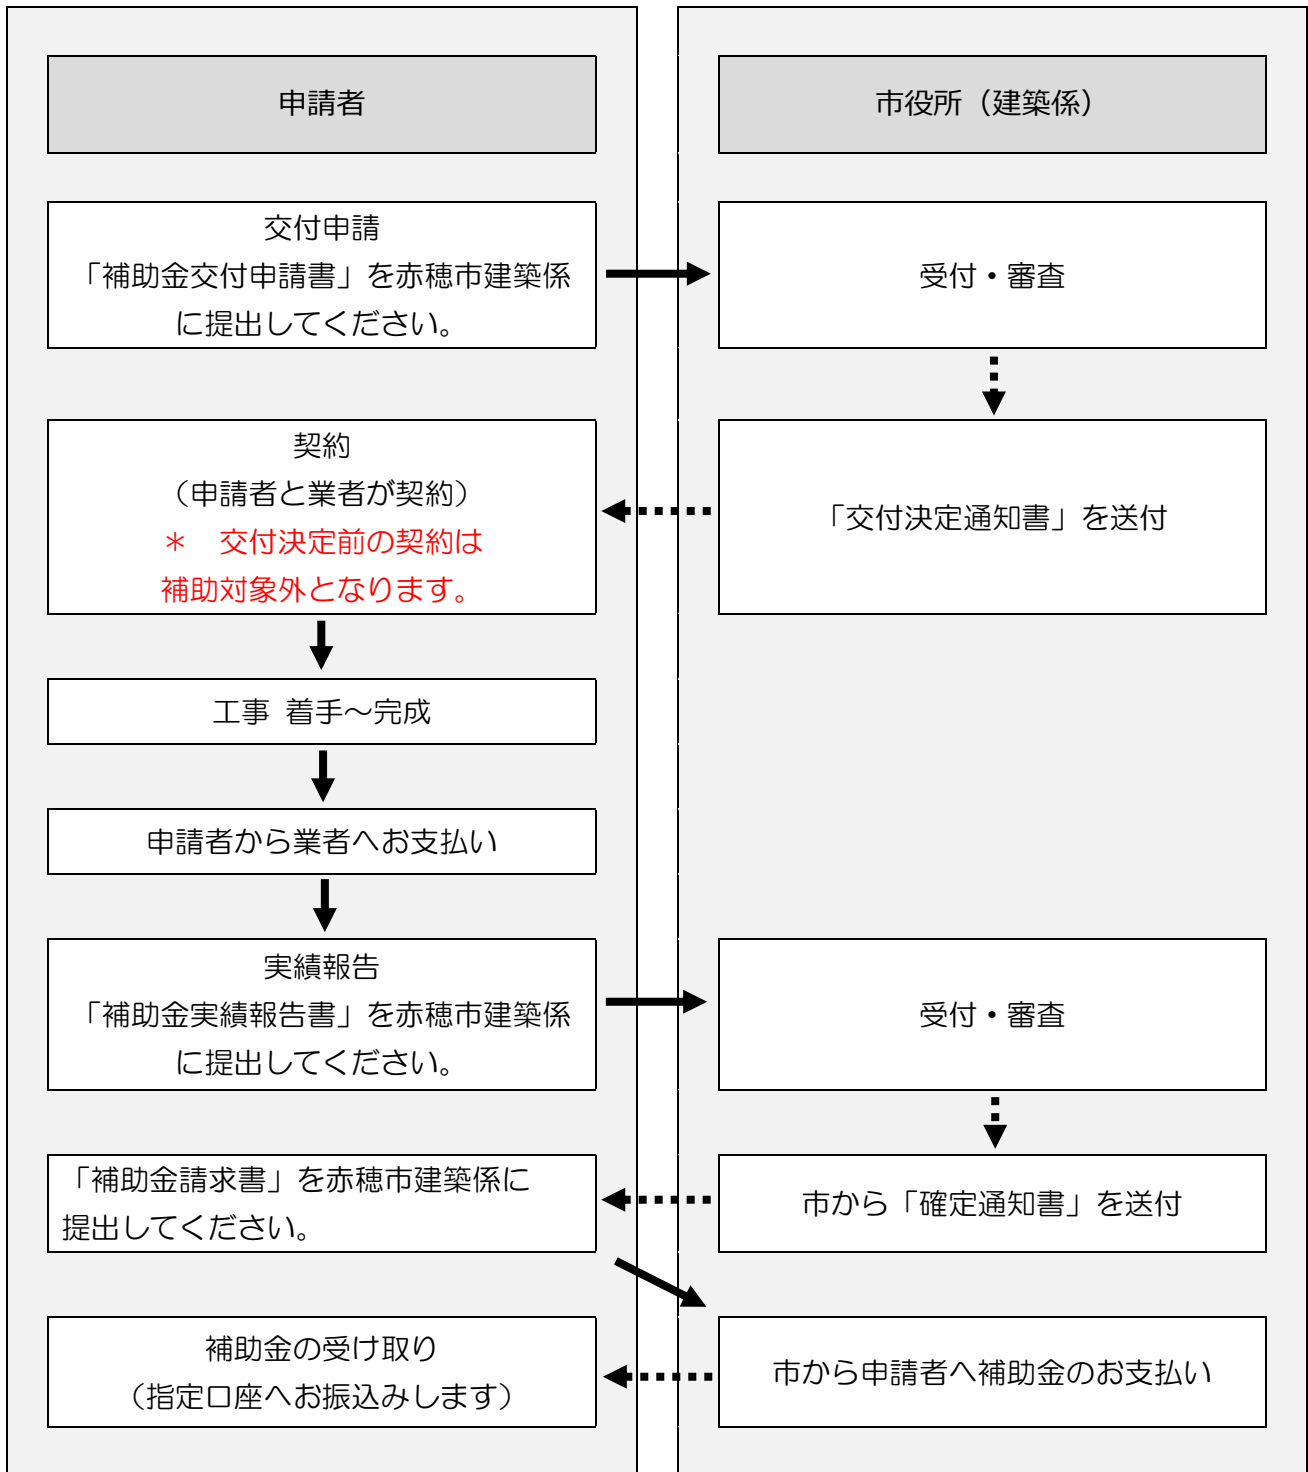 申請者
市役所（建築係）
交付申請
「補助金交付申請書」を赤穂市建築係
に提出してください。
受付・審査
契約
（申請者と業者が契約）
＊　交付決定前の契約は
補助対象外となります。
「交付決定通知書」を送付
工事 着手～完成
申請者から業者へお支払い
実績報告
「補助金実績報告書」を赤穂市建築係
に提出してください。
受付・審査
「補助金請求書」を赤穂市建築係に
提出してください。
市から「確定通知書」を送付
補助金の受け取り
（指定口座へお振込みします）
市から申請者へ補助金のお支払い